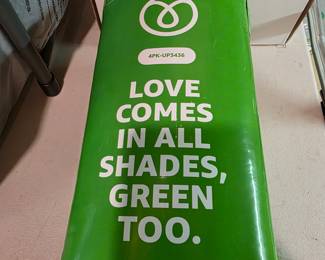 4PK-UP3436
LOVE
COMES
IN ALL
SHADES,
GREEN
TOO.